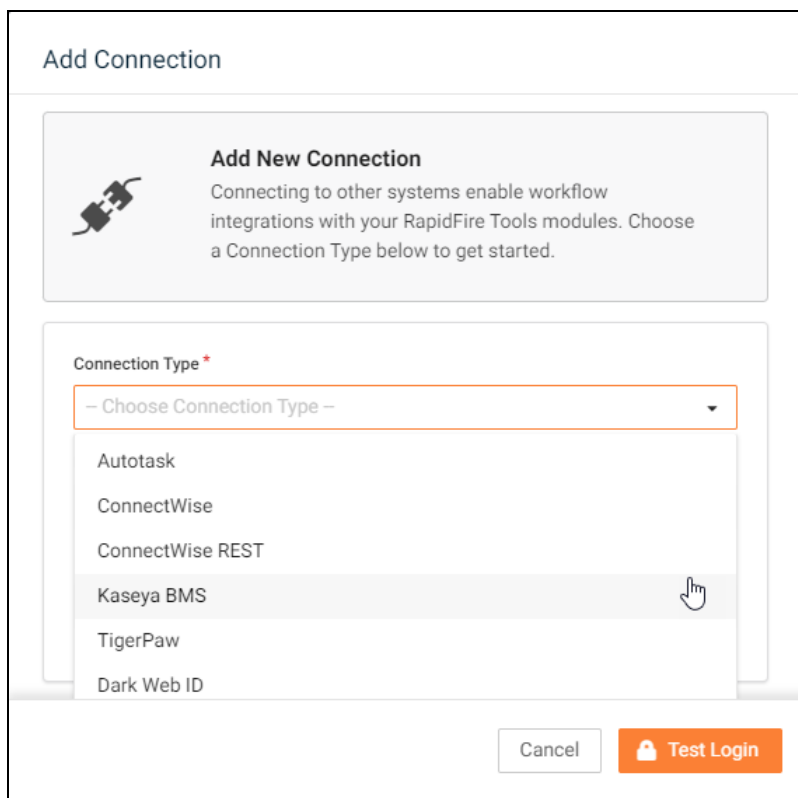 Add Connection
Add New Connection
Connecting to other systems enable workflow
integrations with your RapidFire Tools modules. Choose
a Connection Type below to get started.
Connection Type *
– Choose Connection Type –
Autotask
ConnectWise
ConnectWise REST
Kaseya BMS
TigerPaw
Dark Web ID
Cancel
Test Login